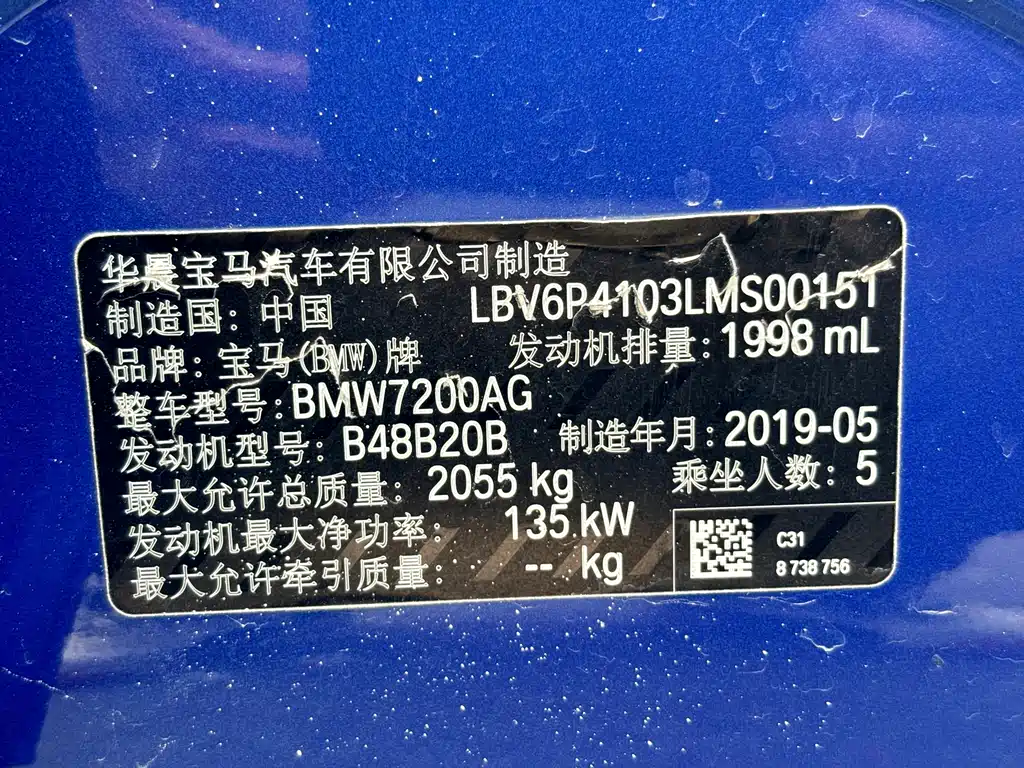 华晨宝马汽车有限公司制造
制造国：中国 LBV6P4103LMS00151
品牌：宝马(BMW)牌 发动机排量：1998 mL
整车型号：BMW7200AG
发动机型号：B48B20B 制造年月：2019-05
最大允许总质量：2055 kg 乘坐人数：5
发动机最大净功率：135 kW
最大允许牵引质量：-- kg
C31
8 738 756